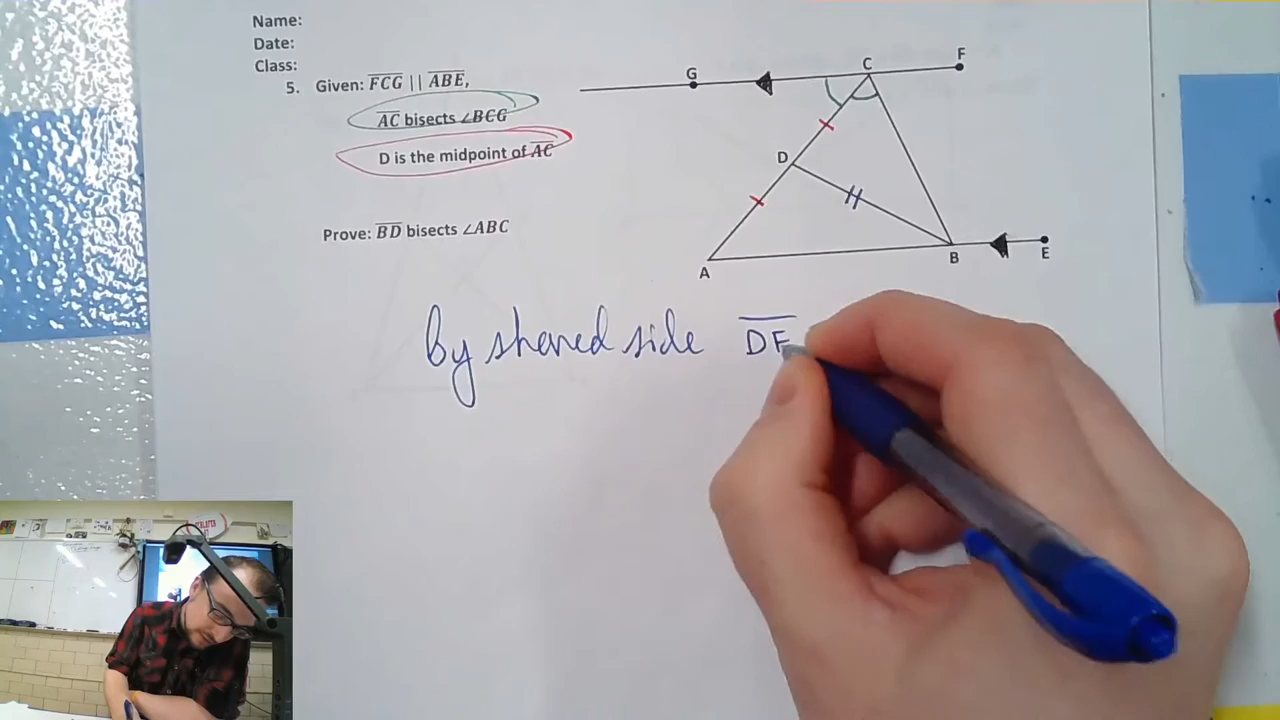 Name:
Date:
Class:
5. Given: FCG || ABE,
AC bisects ∠BCG
D is the midpoint of AC
Prove: BD bisects ∠ABC
G
C
F
D
A
B
E
by shared side DF